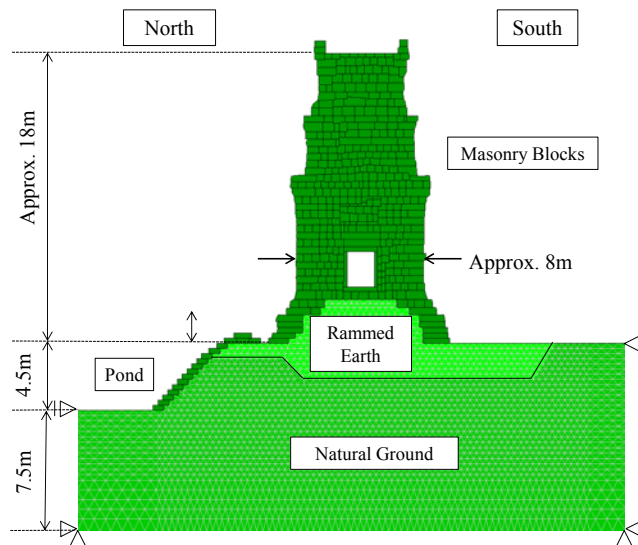 North
South
Approx. 18m
Masonry Blocks
Approx. 8m
Rammed
Earth
4.5m
Pond
Natural Ground
7.5m